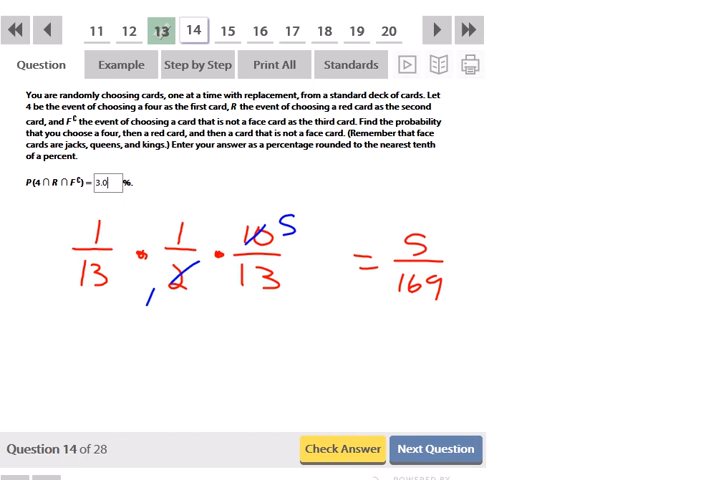 11 12 13 14 15 16 17 18 19 20
Question Example Step by Step Print All Standards
You are randomly choosing cards, one at a time with replacement, from a standard deck of cards. Let
4 be the event of choosing a four as the first card, R the event of choosing a red card as the second
card, and Fᶜ the event of choosing a card that is not a face card as the third card. Find the probability
that you choose a four, then a red card, and then a card that is not a face card. (Remember that face
cards are jacks, queens, and kings.) Enter your answer as a percentage rounded to the nearest tenth
of a percent.
P(4 ∩ R ∩ Fᶜ) = 3.0 %.
1/13 · 1/2 · 10/13 = 5/169
5
1
Question 14 of 28 Check Answer Next Question
POWERED BY